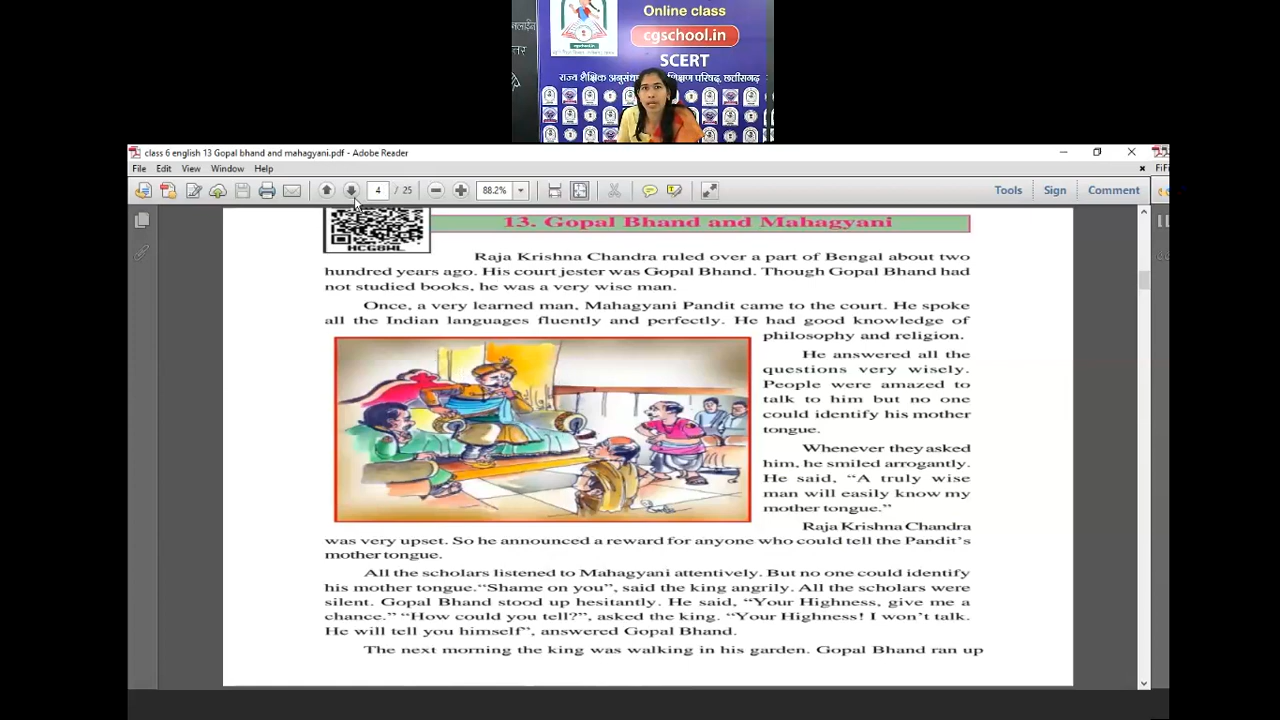 Online class
cgschool.in
SCERT
राज्य शैक्षिक अनुसंधान
शिक्षण परिषद, छत्तीसगढ़
class 6 english 13 Gopal bhand and mahagyani.pdf - Adobe Reader
File Edit View Window Help
4 / 25 88.2% Tools Sign Comment
13. Gopal Bhand and Mahagyani
Raja Krishna Chandra ruled over a part of Bengal about two
hundred years ago. His court jester was Gopal Bhand. Though Gopal Bhand had
not studied books, he was a very wise man.
Once, a very learned man, Mahagyani Pandit came to the court. He spoke
all the Indian languages fluently and perfectly. He had good knowledge of
philosophy and religion.
He answered all the
questions very wisely.
People were amazed to
talk to him but no one
could identify his mother
tongue.
Whenever they asked
him, he smiled arrogantly.
He said, “A truly wise
man will easily know my
mother tongue.”
Raja Krishna Chandra
was very upset. So he announced a reward for anyone who could tell the Pandit’s
mother tongue.
All the scholars listened to Mahagyani attentively. But no one could identify
his mother tongue.“Shame on you”, said the king angrily. All the scholars were
silent. Gopal Bhand stood up hesitantly. He said, “Your Highness, give me a
chance.” “How could you tell?”, asked the king. “Your Highness! I won’t talk.
He will tell you himself”, answered Gopal Bhand.
The next morning the king was walking in his garden. Gopal Bhand ran up